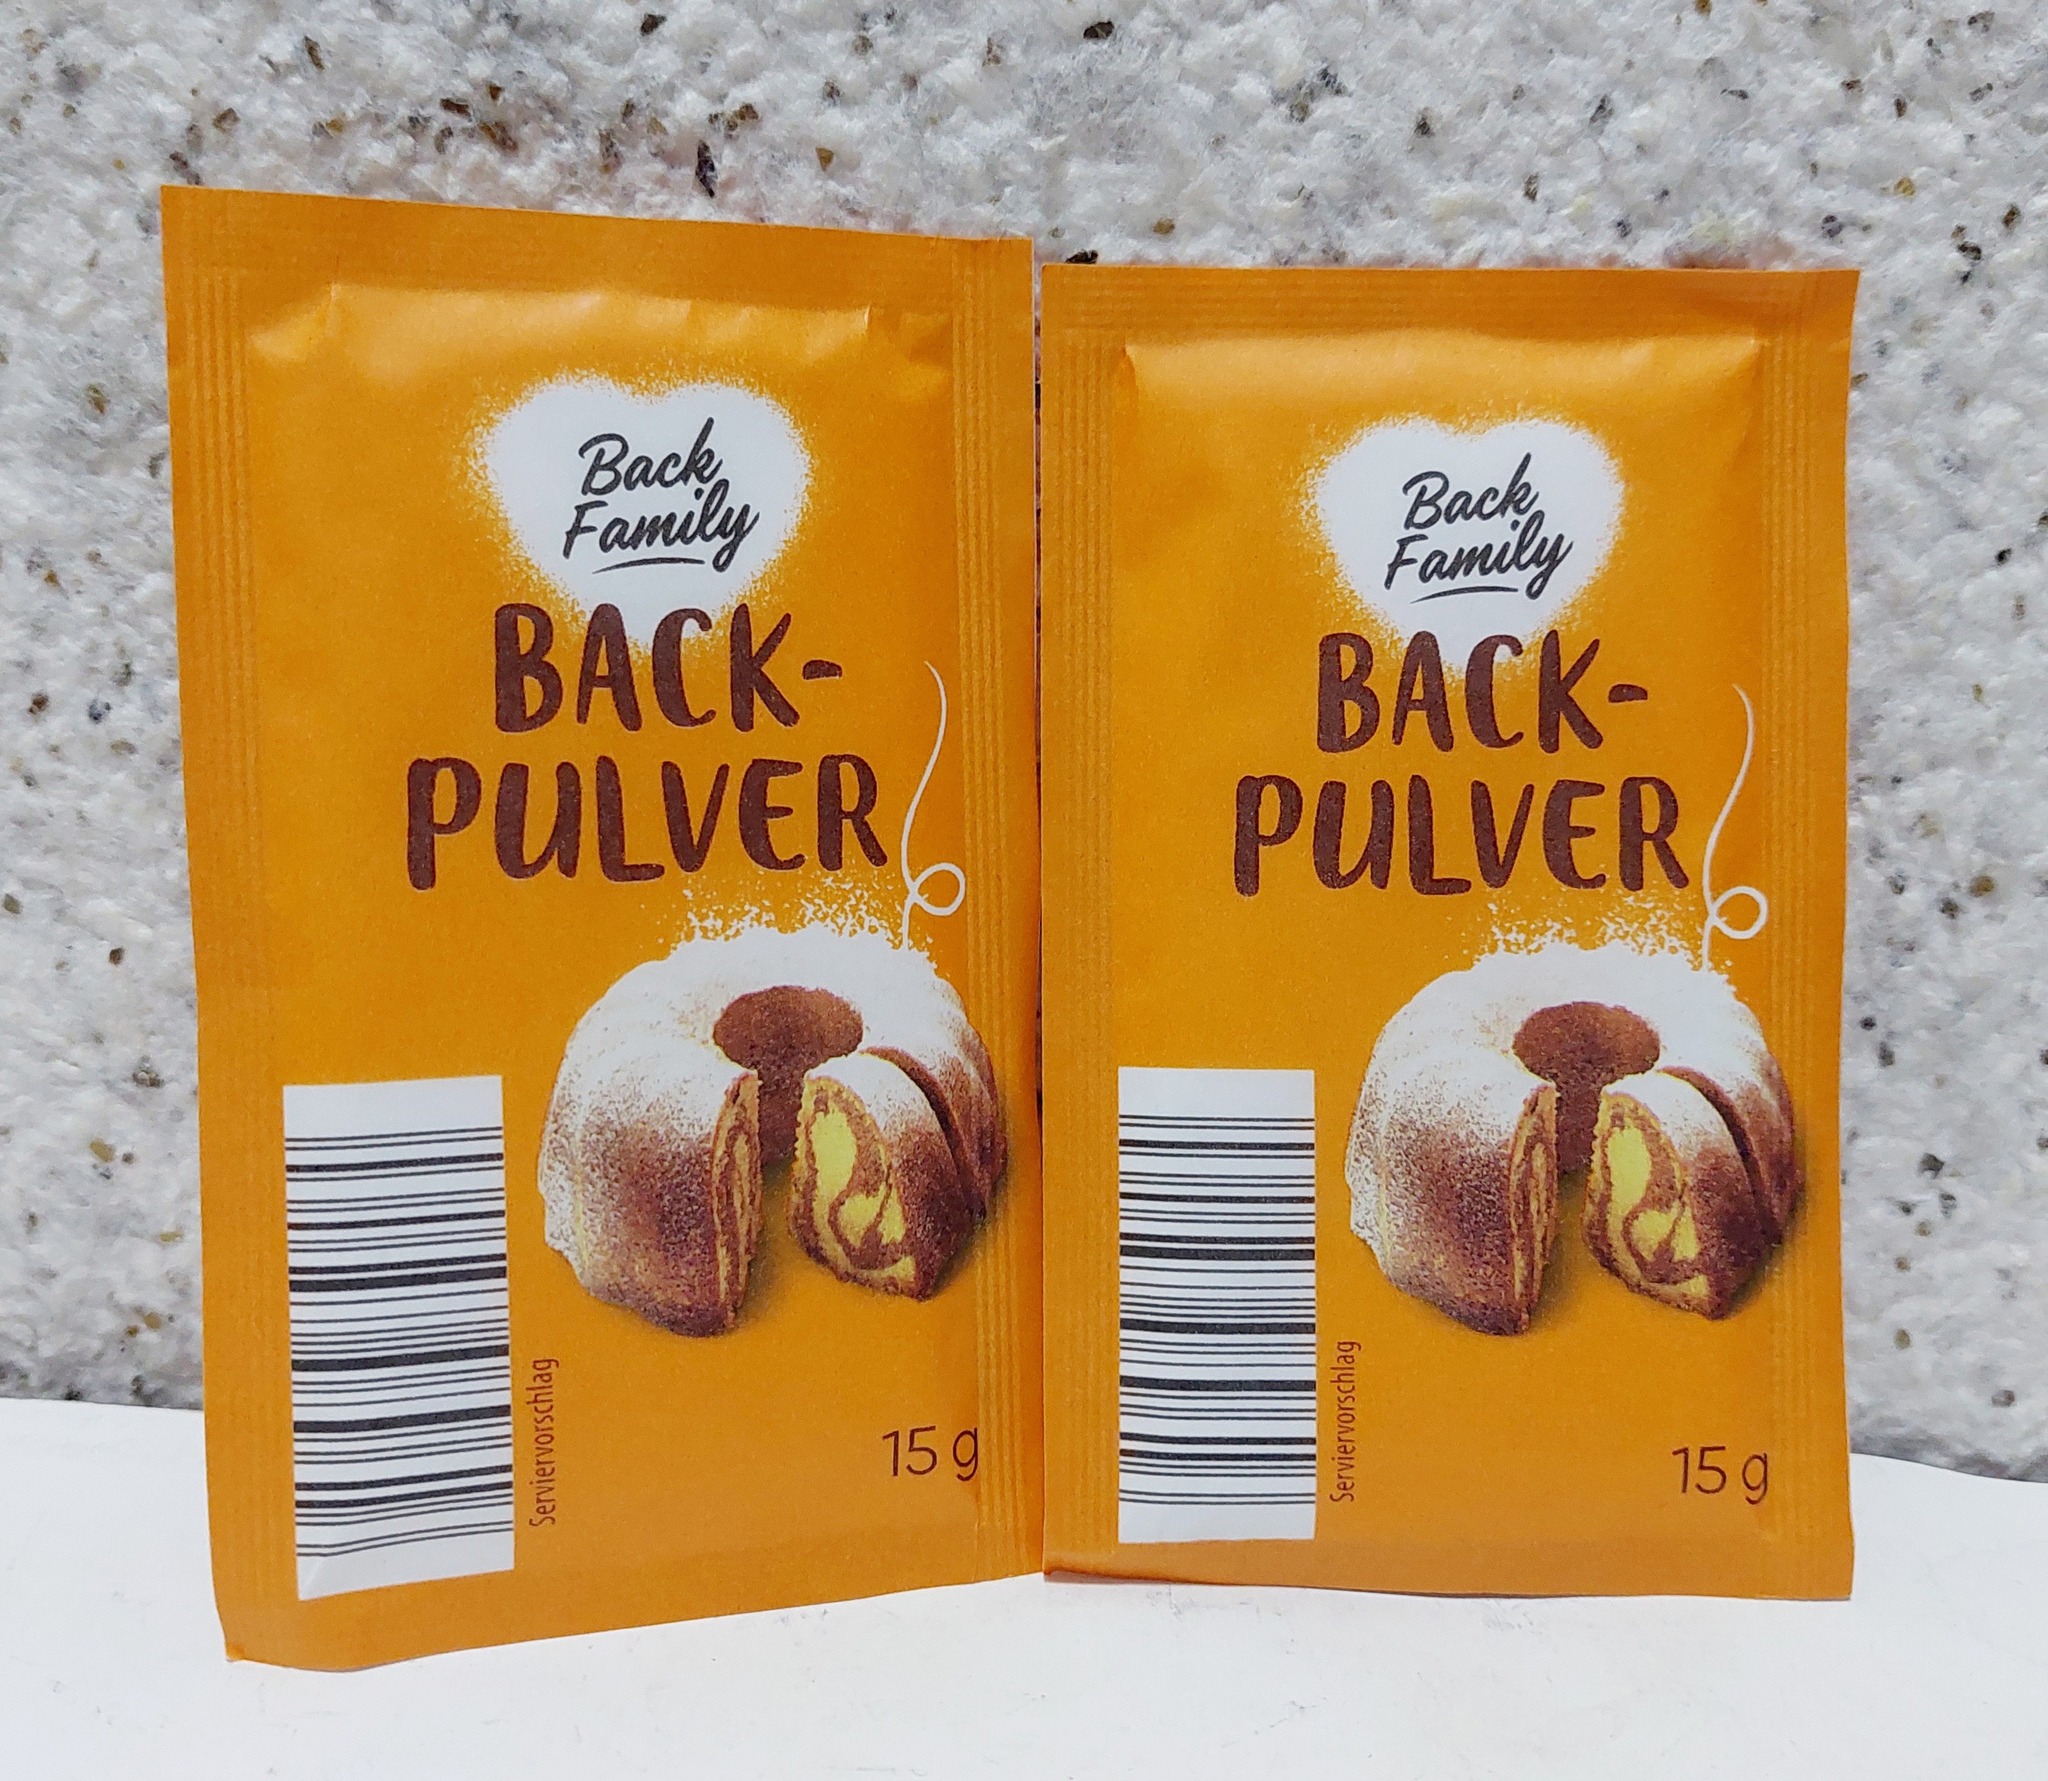 Back
Family
BACK-
PULVER
Serviervorschlag
15 g
Back
Family
BACK-
PULVER
Serviervorschlag
15 g